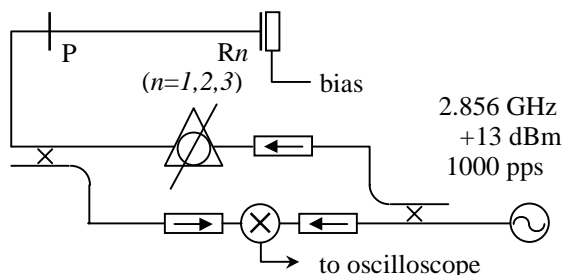 P
Rn
(n=1,2,3)
bias
2.856 GHz
+13 dBm
1000 pps
to oscilloscope